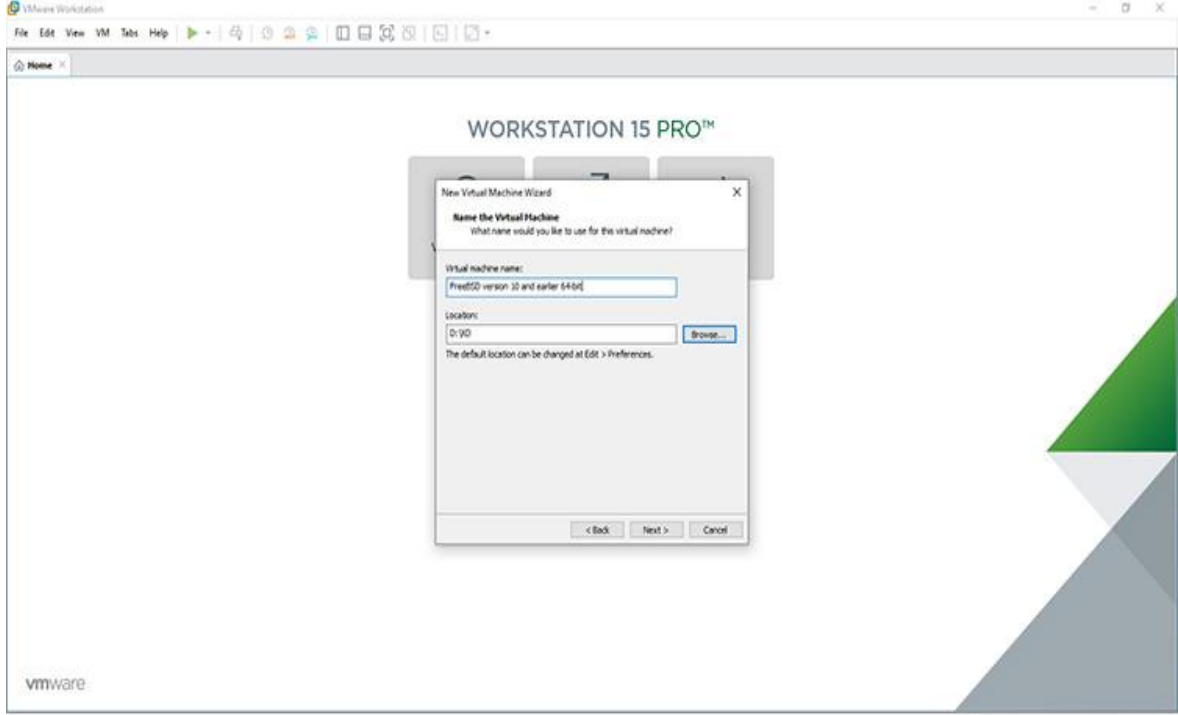 VMware Workstation
File Edit View VM Tabs Help
Home
WORKSTATION 15 PRO™
New Virtual Machine Wizard
Name the Virtual Machine
What name would you like to use for this virtual machine?
Virtual machine name:
FreeBSD version 10 and earlier 64-bit
Location:
Browse...
The default location can be changed at Edit > Preferences.
< Back Next > Cancel
vmware